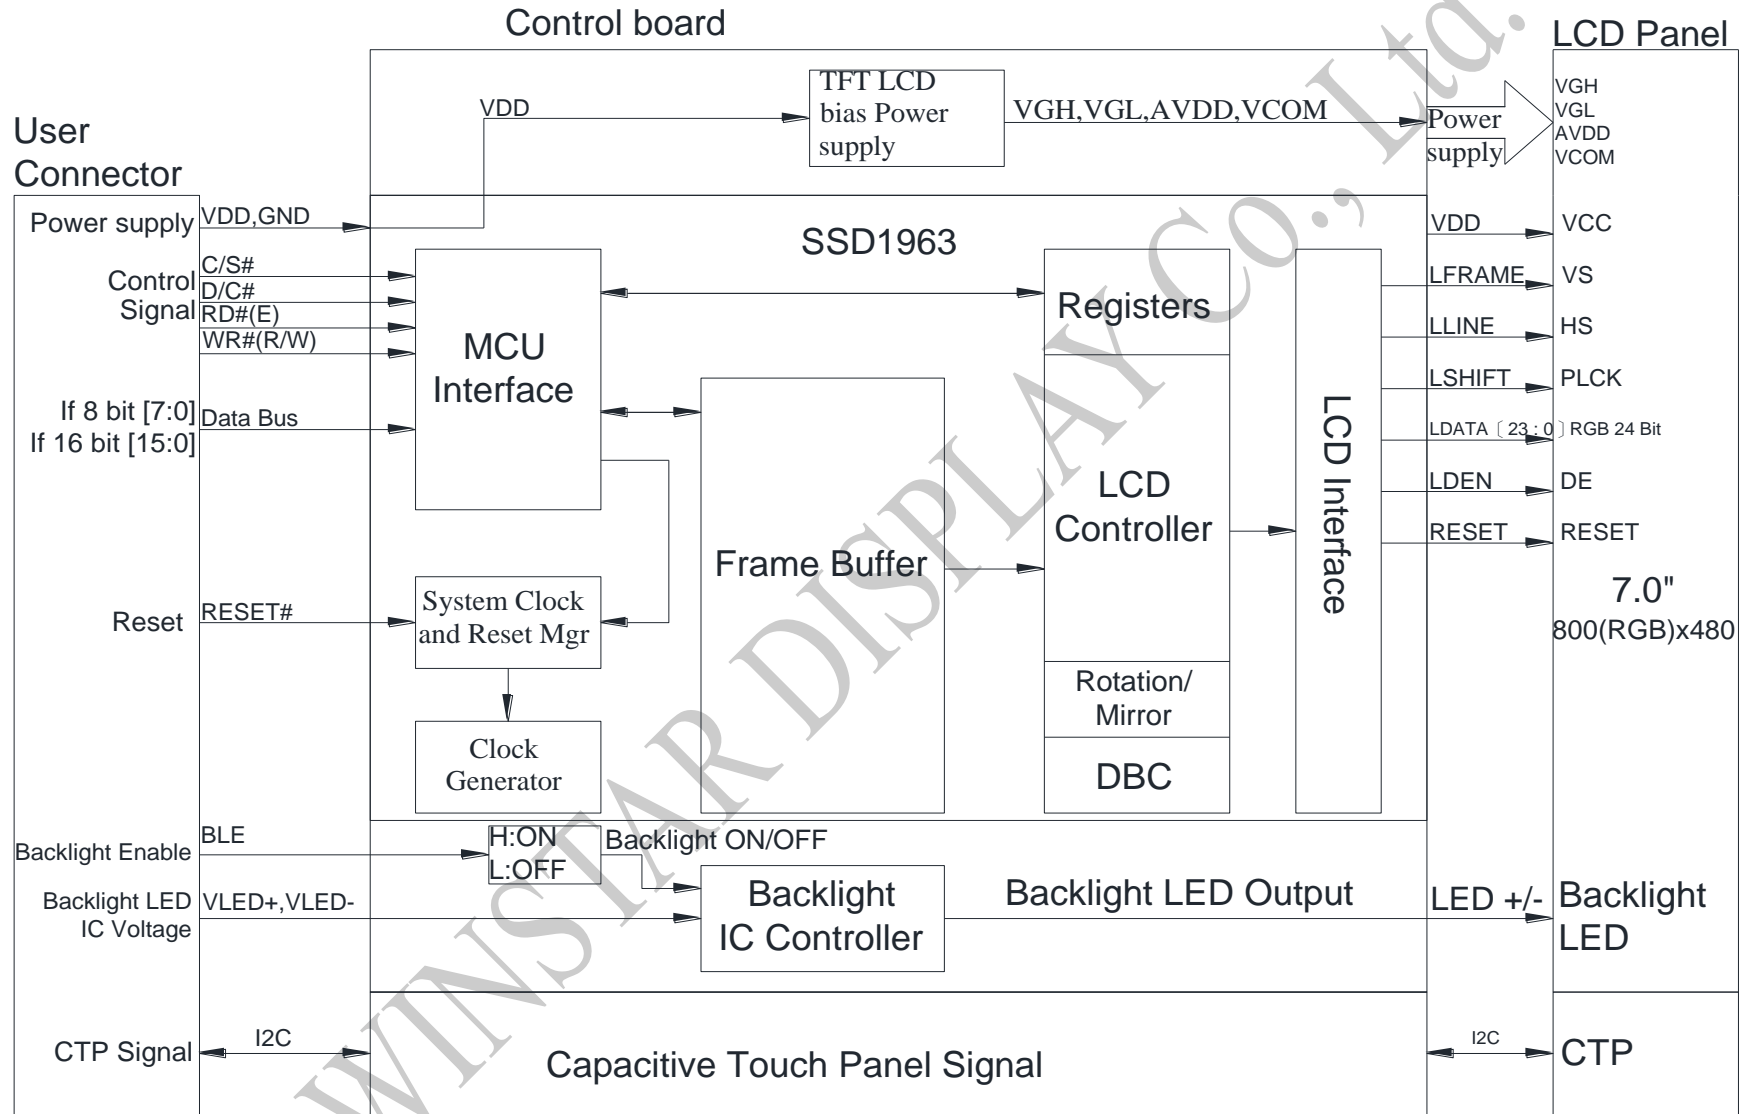 Control board
LCD Panel
User
Connector
VDD
TFT LCD
bias Power
supply
VGH,VGL,AVDD,VCOM
Power
supply
VGH
VGL
AVDD
VCOM
Power supply
VDD,GND
SSD1963
VDD
VCC
Control
Signal
C/S#
D/C#
RD#(E)
WR#(R/W)
MCU
Interface
Registers
LFRAME
VS
LLINE
HS
LSHIFT
PLCK
If 8 bit [7:0]
If 16 bit [15:0]
Data Bus
LDATA〔23 : 0〕RGB 24 Bit
LCD
Controller
LCD Interface
LDEN
DE
RESET
RESET
Frame Buffer
7.0"
800(RGB)x480
Reset
RESET#
System Clock
and Reset Mgr
Rotation/
Mirror
Clock
Generator
DBC
Backlight Enable
BLE
H:ON
L:OFF
Backlight ON/OFF
Backlight LED
IC Voltage
VLED+,VLED-
Backlight
IC Controller
Backlight LED Output
LED +/-
Backlight
LED
CTP Signal
I2C
Capacitive Touch Panel Signal
I2C
CTP
WINSTAR DISPLAY Co., Ltd.